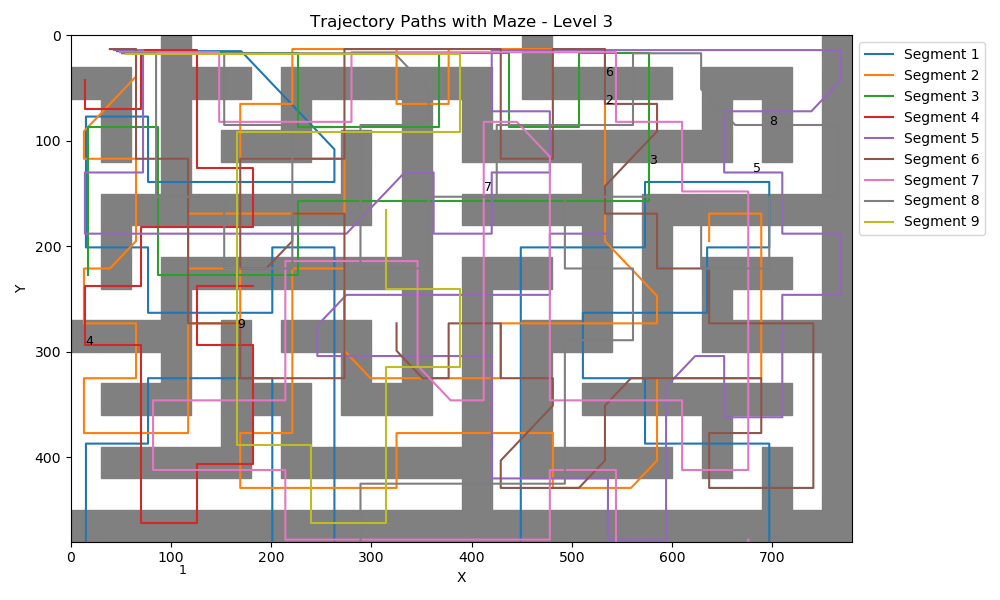 Trajectory Paths with Maze - Level 3
Y
0
100
200
300
400
6
2
8
3
5
7
9
4
0
100
200
300
400
500
600
700
1
X
Segment 1
Segment 2
Segment 3
Segment 4
Segment 5
Segment 6
Segment 7
Segment 8
Segment 9